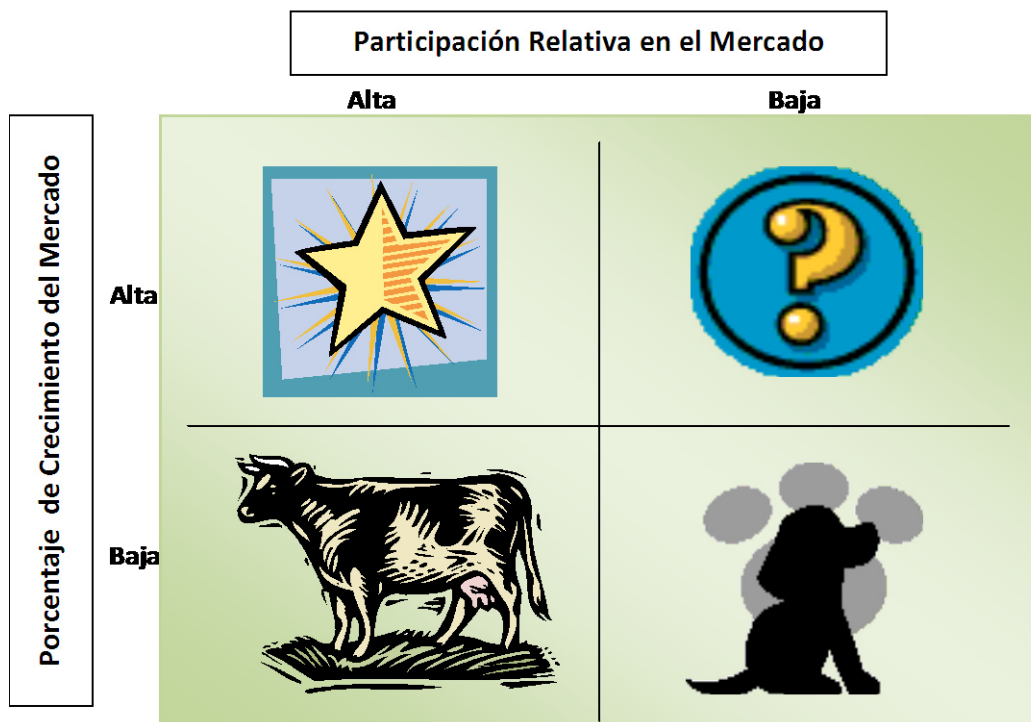 Participación Relativa en el Mercado
Alta
Baja
Porcentaje de Crecimiento del Mercado
Alta
Baja
?